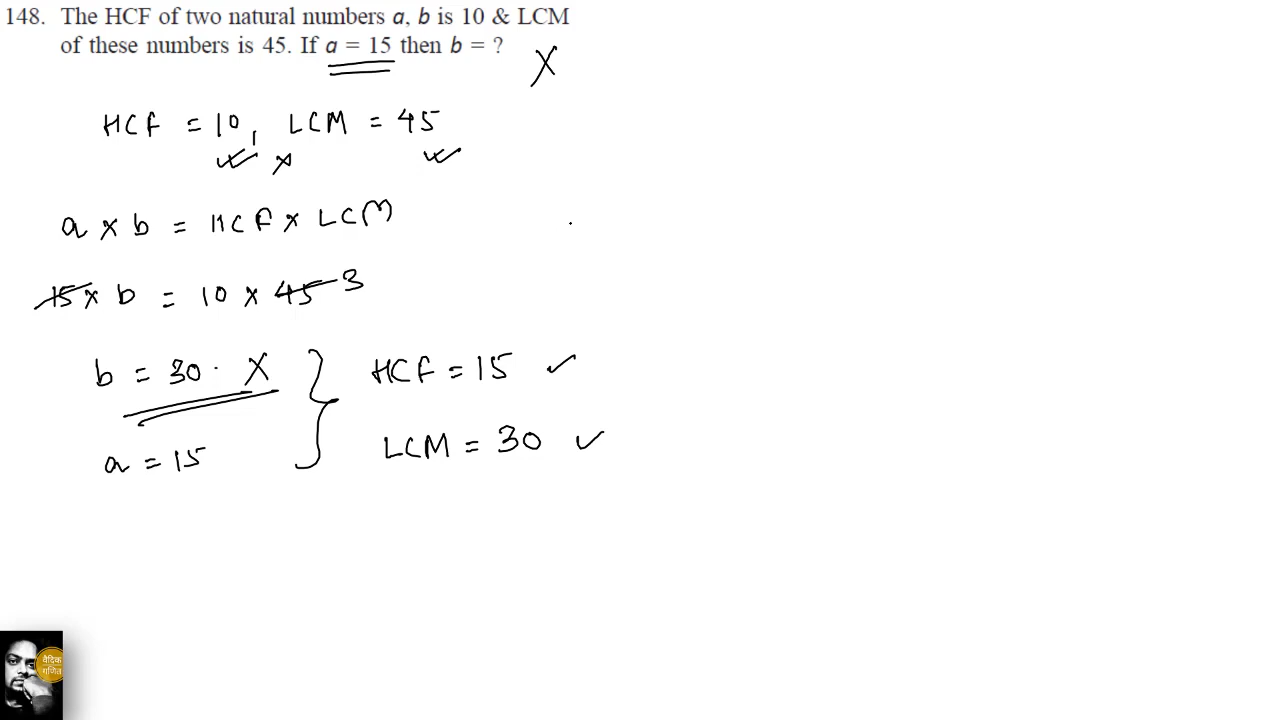 148. The HCF of two natural numbers a, b is 10 & LCM
of these numbers is 45. If a = 15 then b = ?
X
HCF = 10, LCM = 45
a × b = HCF × LCM
15 × b = 10 × 45 3
b = 30. X
HCF = 15
a = 15
LCM = 30
वैदिक
गणित